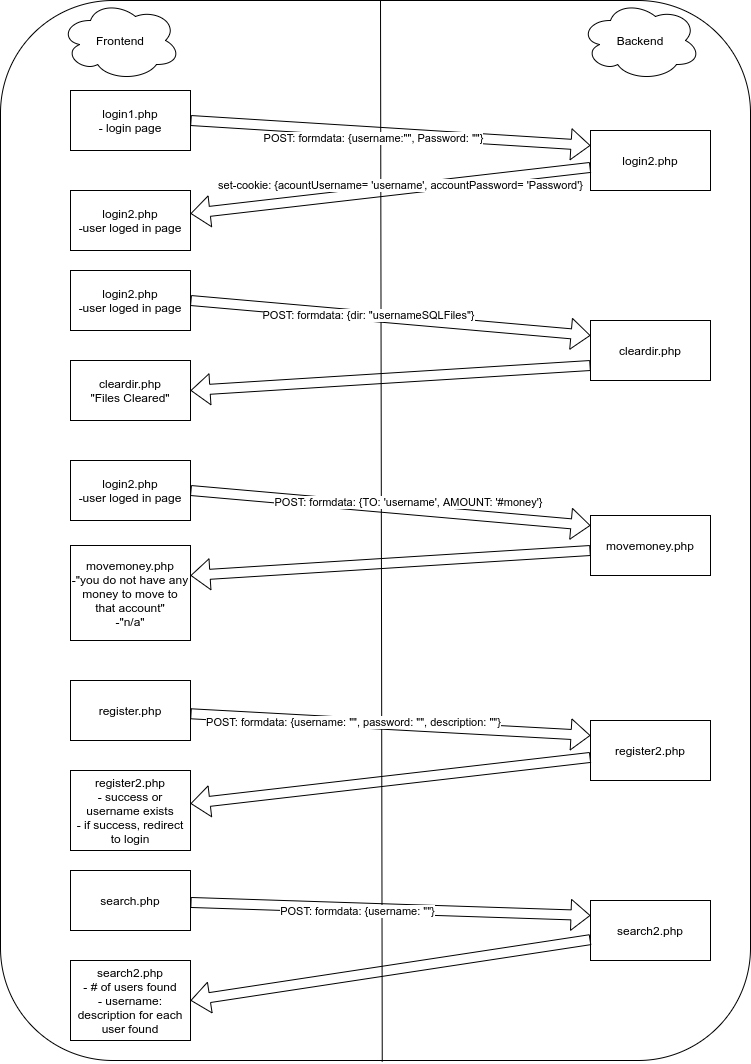 Frontend
Backend
login1.php
- login page
POST: formdata: {username:"", Password: ""}
login2.php
set-cookie: {acountUsername= 'username', accountPassword= 'Password'}
login2.php
-user loged in page
login2.php
-user loged in page
POST: formdata: {dir: "usernameSQLFiles"}
cleardir.php
cleardir.php
"Files Cleared"
login2.php
-user loged in page
POST: formdata: {TO: 'username', AMOUNT: '#money'}
movemoney.php
movemoney.php
-"you do not have any
money to move to
that account"
-"n/a"
register.php
POST: formdata: {username: "", password: "", description: ""}
register2.php
register2.php
- success or
username exists
- if success, redirect
to login
search.php
POST: formdata: {username: ""}
search2.php
search2.php
- # of users found
- username:
description for each
user found